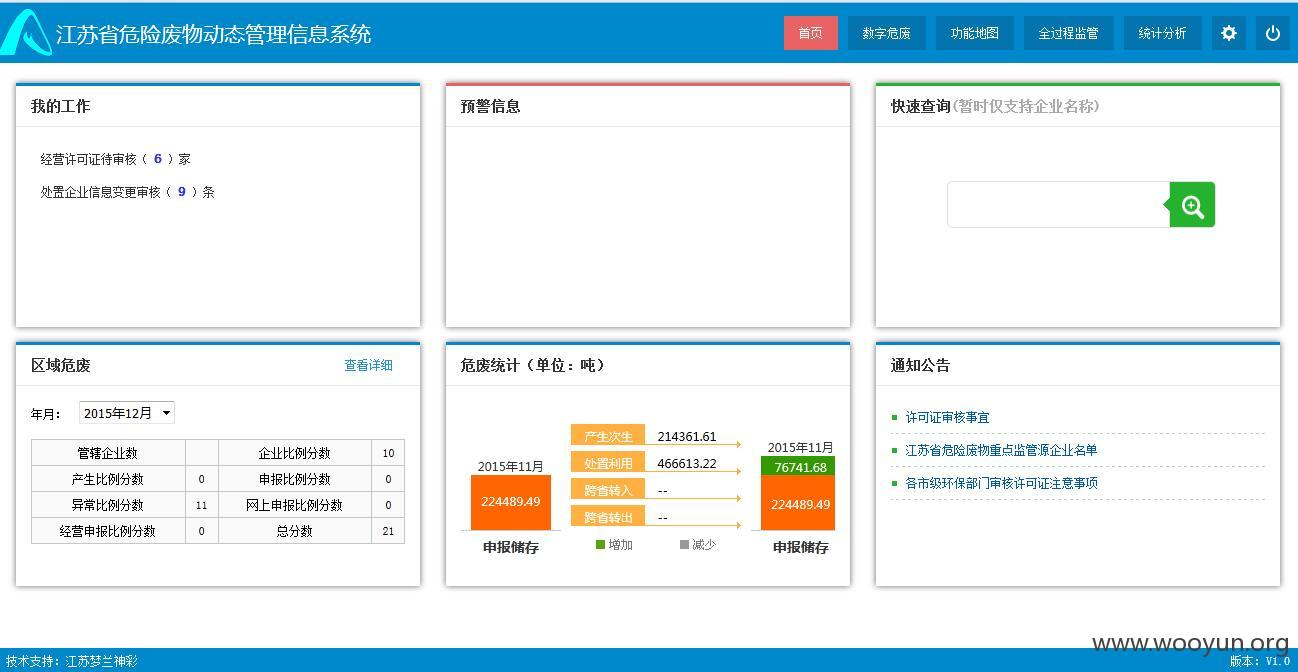 江苏省危险废物动态管理信息系统
首页 数字危废 功能地图 全过程监管 统计分析
我的工作
经营许可证待审核（ 6 ）家
处置企业信息变更审核（ 9 ）条
预警信息
快速查询(暂时仅支持企业名称)
区域危废 查看详细
年月： 2015年12月
管辖企业数 企业比例分数 10
产生比例分数 0 申报比例分数 0
异常比例分数 11 网上申报比例分数 0
经营申报比例分数 0 总分数 21
危废统计（单位：吨）
2015年11月
224489.49
申报储存
产生次生 214361.61
处置利用 466613.22
跨省转入 --
跨省转出 --
增加 减少
2015年11月
76741.68
224489.49
申报储存
通知公告
许可证审核事宜
江苏省危险废物重点监管源企业名单
各市级环保部门审核许可证注意事项
www.wooyun.org
技术支持：江苏梦兰神彩 版本：V1.0